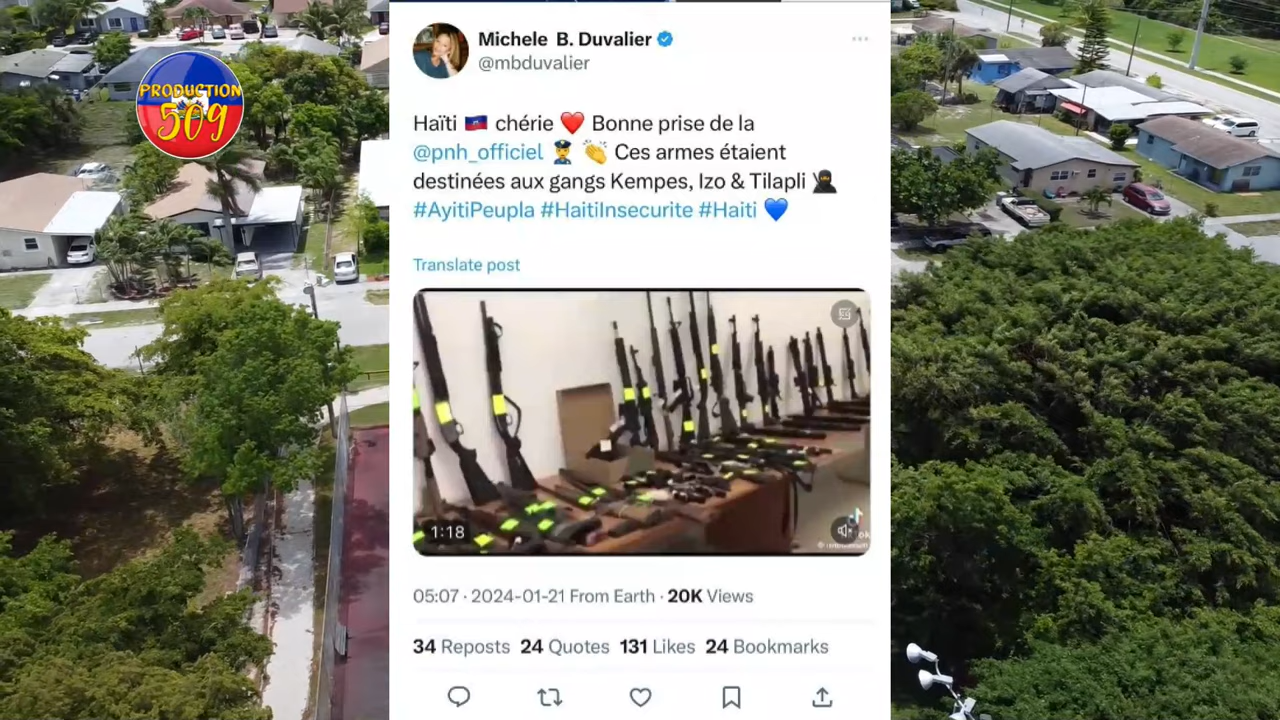 PRODUCTION
509
Michele B. Duvalier
@mbduvalier
Haïti 🇭🇹 chérie ❤️ Bonne prise de la
@pnh_officiel 👮 👏 Ces armes étaient
destinées aux gangs Kempes, Izo & Tilapli 🥷
#AyitiPeupla #HaitiInsecurite #Haiti 💙
Translate post
1:18
05:07 · 2024-01-21 From Earth · 20K Views
34 Reposts 24 Quotes 131 Likes 24 Bookmarks